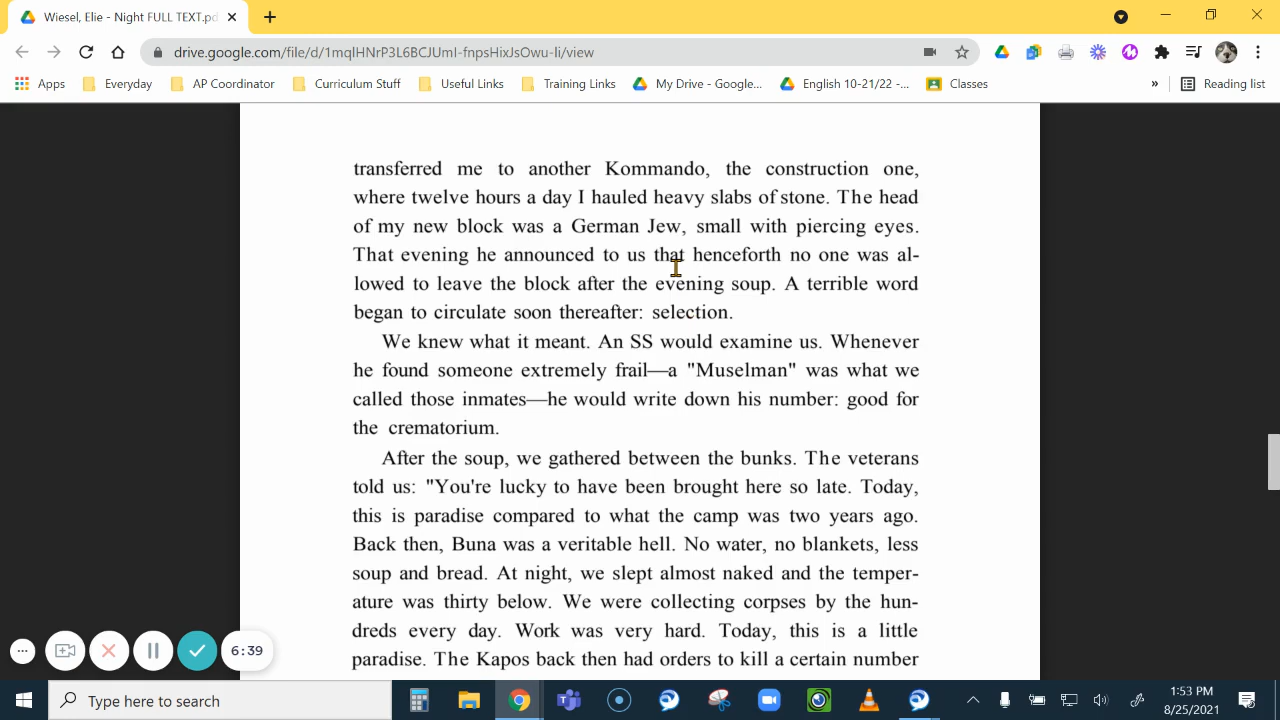 Wiesel, Elie - Night FULL TEXT.pd
drive.google.com/file/d/1mqIHNrP3L6BCJUmI-fnpsHixJsOwu-li/view
Apps Everyday AP Coordinator Curriculum Stuff Useful Links Training Links My Drive - Google... English 10-21/22 -... Classes » Reading list
transferred me to another Kommando, the construction one,
where twelve hours a day I hauled heavy slabs of stone. The head
of my new block was a German Jew, small with piercing eyes.
That evening he announced to us that henceforth no one was al-
lowed to leave the block after the evening soup. A terrible word
began to circulate soon thereafter: selection.
We knew what it meant. An SS would examine us. Whenever
he found someone extremely frail—a "Muselman" was what we
called those inmates—he would write down his number: good for
the crematorium.
After the soup, we gathered between the bunks. The veterans
told us: "You're lucky to have been brought here so late. Today,
this is paradise compared to what the camp was two years ago.
Back then, Buna was a veritable hell. No water, no blankets, less
soup and bread. At night, we slept almost naked and the temper-
ature was thirty below. We were collecting corpses by the hun-
dreds every day. Work was very hard. Today, this is a little
paradise. The Kapos back then had orders to kill a certain number
6:39
Type here to search
1:53 PM
8/25/2021